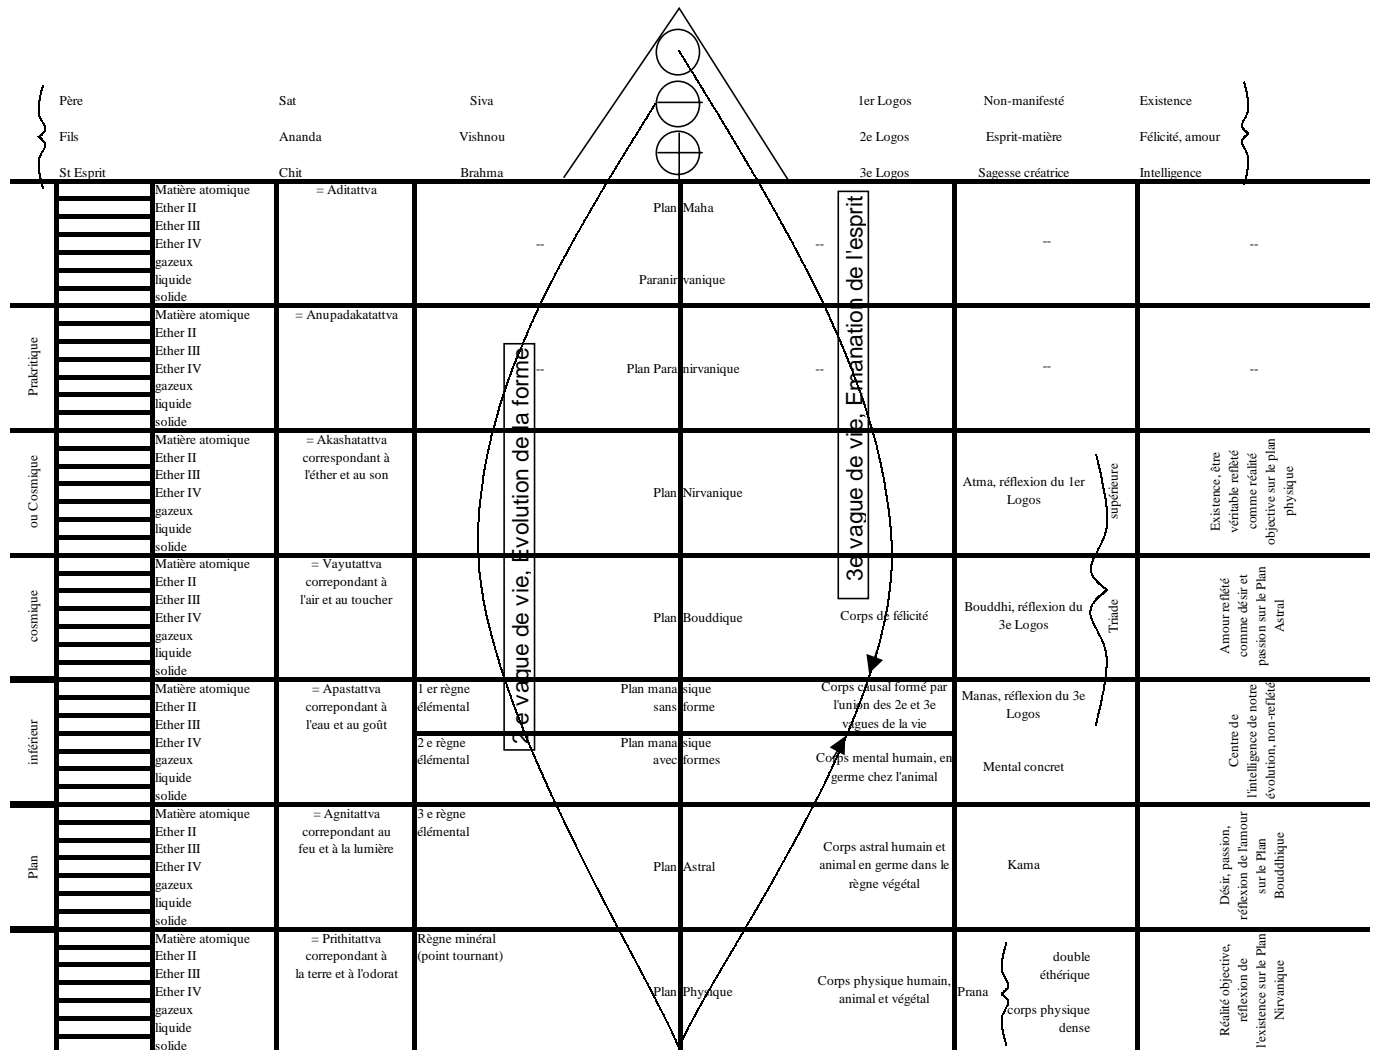 Père Sat Siva 1er Logos Non-manifesté Existence
Fils Ananda Vishnou 2e Logos Esprit-matière Félicité, amour
St Esprit Chit Brahma 3e Logos Sagesse créatrice Intelligence
2e vague de vie, Evolution de la forme
3e vague de vie, Emanation de l'esprit
Matière atomique = Aditattva
Ether II Plan Maha
Ether III
Ether IV -- -- -- --
gazeux
liquide Paranirvanique
solide
Prakritique
Matière atomique = Anupadakatattva
Ether II
Ether III
Ether IV -- Plan Paranirvanique -- -- --
gazeux
liquide
solide
ou Cosmique
Matière atomique
Ether II
Ether III
Ether IV
gazeux
liquide
solide
= Akashatattva
correspondant à
l'éther et au son
Plan Nirvanique
Atma, réflexion du 1er
Logos
supérieure
Existence, être
véritable reflèté
comme réalité
objective sur le plan
physique
cosmique
Matière atomique
Ether II
Ether III
Ether IV
gazeux
liquide
solide
= Vayutattva
correpondant à
l'air et au toucher
Plan Bouddique
Corps de félicité
Bouddhi, réflexion du
3e Logos
Triade
Amour reflété
comme désir et
passion sur le Plan
Astral
inférieur
Matière atomique
Ether II
Ether III
Ether IV
gazeux
liquide
solide
= Apastattva
correpondant à
l'eau et au goût
1 er règne
élémental
Plan manasique
sans forme
Corps causal formé par
l'union des 2e et 3e
vagues de la vie
Manas, réflexion du 3e
Logos
2 e règne
élémental
Plan manasique
avec formes
Corps mental humain, en
germe chez l'animal
Mental concret
Centre de
l'intelligence de notre
évolution, non-reflété
Plan
Matière atomique
Ether II
Ether III
Ether IV
gazeux
liquide
solide
= Agnitattva
correpondant au
feu et à la lumière
3 e règne
élémental
Plan Astral
Corps astral humain et
animal en germe dans le
règne végétal
Kama
Désir, passion,
réflexion de l'amour
sur le Plan
Bouddhique
Matière atomique
Ether II
Ether III
Ether IV
gazeux
liquide
solide
= Prithitattva
correpondant à
la terre et à l'odorat
Règne minéral
(point tournant)
Plan Physique
Corps physique humain,
animal et végétal
Prana
double
éthérique
corps physique
dense
Réalité objective,
réflexion de
l'existence sur le Plan
Nirvanique